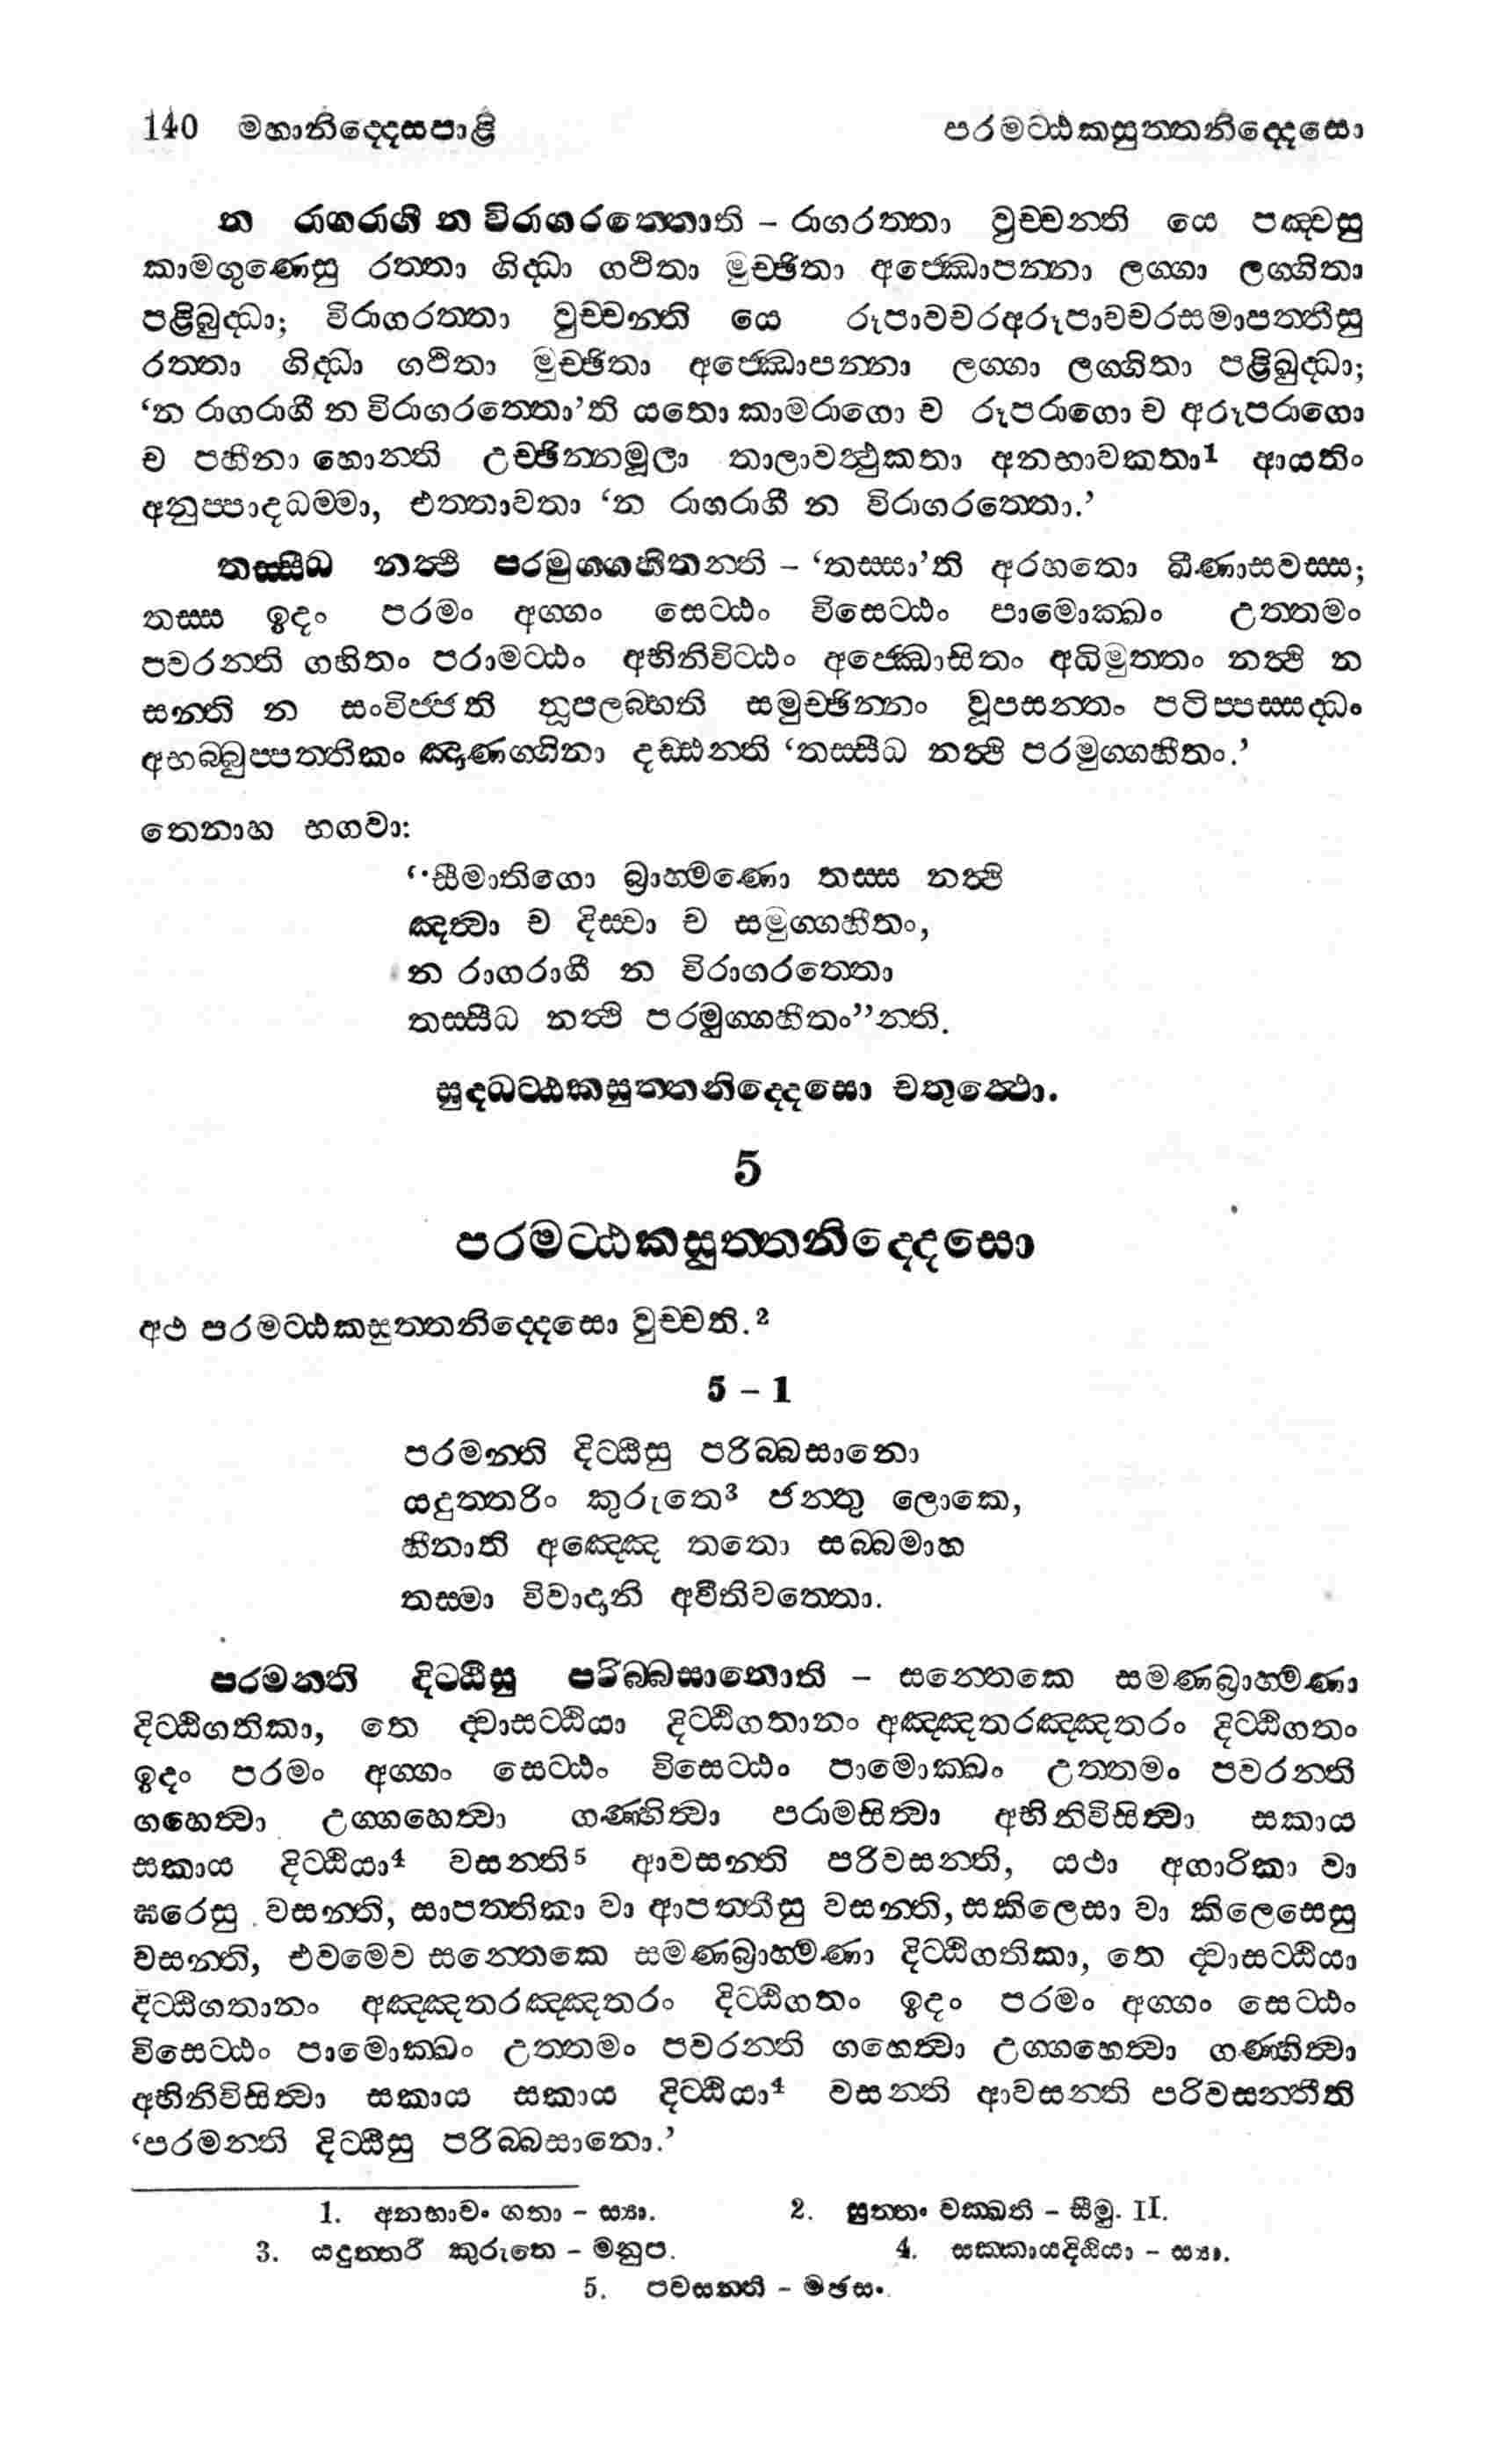 140 මහානිද්දෙසපාළි පරමට්ඨකසුත්තනිද්දෙසො
න රාගරාගී න විරාගරත්තොති – රාගරත්තා වුච්චන්ති යෙ පඤ්චසු
කාමගුණෙසු රත්තා ගිද්ධා ගථිතා මුච්ඡිතා අජ්ඣොපන්නා ලග්ගා ලග්ගිතා
පළිබුද්ධා; විරාගරත්තා වුච්චන්ති යෙ රූපාවචරඅරූපාවචරසමාපත්තීසු
රත්තා ගිද්ධා ගථිතා මුච්ඡිතා අජ්ඣොපන්නා ලග්ගා ලග්ගිතා පළිබුද්ධා;
‘න රාගරාගී න විරාගරත්තො’ති යතො කාමරාගො ච රූපරාගො ච අරූපරාගො
ච පහීනා හොන්ති උච්ඡින්නමූලා තාලාවත්ථුකතා අනභාවකතා1 ආයතිං
අනුප්පාදධම්මා, එත්තාවතා ‘න රාගරාගී න විරාගරත්තො.’
තස්සීධ නත්ථි පරමුග්ගහීතන්ති – ‘තස්සා’ති අරහතො ඛීණාසවස්ස;
තස්ස ඉදං පරමං අග්ගං සෙට්ඨං විසෙට්ඨං පාමොක්ඛං උත්තමං
පවරන්ති ගහිතං පරාමට්ඨං අභිනිවිට්ඨං අජ්ඣොසිතං අධිමුත්තං නත්ථි න
සන්ති න සංවිජ්ජති නූපලබ්භති සමුච්ඡින්නං වූපසන්තං පටිප්පස්සද්ධං
අභබ්බුප්පත්තිකං ඤාණග්ගිනා දඩ්ඪන්ති ‘තස්සීධ නත්ථි පරමුග්ගහීතං.’
තෙනාහ භගවා:
“සීමාතිගො බ්‍රාහ්මණො තස්ස නත්ථි
ඤත්වා ච දිස්වා ච සමුග්ගහීතං,
න රාගරාගී න විරාගරත්තො
තස්සීධ නත්ථි පරමුග්ගහීතං”න්ති.
සුද්ධට්ඨකසුත්තනිද්දෙසො චතුත්ථො.
5
පරමට්ඨකසුත්තනිද්දෙසො
අථ පරමට්ඨකසුත්තනිද්දෙසො වුච්චති.2
5 – 1
පරමන්ති දිට්ඨීසු පරිබ්බසානො
යදුත්තරිං කුරුතෙ3 ජන්තු ලොකෙ,
හීනාති අඤ්ඤෙ තතො සබ්බමාහ
තස්මා විවාදානි අවීතිවත්තො.
පරමන්ති දිට්ඨීසු පරිබ්බසානොති – සන්තෙකෙ සමණබ්‍රාහ්මණා
දිට්ඨිගතිකා, තෙ ද්වාසට්ඨියා දිට්ඨිගතානං අඤ්ඤතරඤ්ඤතරං දිට්ඨිගතං
ඉදං පරමං අග්ගං සෙට්ඨං විසෙට්ඨං පාමොක්ඛං උත්තමං පවරන්ති
ගහෙත්වා උග්ගහෙත්වා ගණ්හිත්වා පරාමසිත්වා අභිනිවිසිත්වා සකාය
සකාය දිට්ඨියා4 වසන්ති5 ආවසන්ති පරිවසන්ති, යථා අගාරිකා වා
ඝරෙසු වසන්ති, සාපත්තිකා වා ආපත්තීසු වසන්ති, සකිලෙසා වා කිලෙසෙසු
වසන්ති, එවමෙව සන්තෙකෙ සමණබ්‍රාහ්මණා දිට්ඨිගතිකා, තෙ ද්වාසට්ඨියා
දිට්ඨිගතානං අඤ්ඤතරඤ්ඤතරං දිට්ඨිගතං ඉදං පරමං අග්ගං සෙට්ඨං
විසෙට්ඨං පාමොක්ඛං උත්තමං පවරන්ති ගහෙත්වා උග්ගහෙත්වා ගණ්හිත්වා
අභිනිවිසිත්වා සකාය සකාය දිට්ඨියා4 වසන්ති ආවසන්ති පරිවසන්තීති
‘පරමන්ති දිට්ඨීසු පරිබ්බසානො.’
1. අනභාවං ගතා – ස්‍යා. 2. සුත්තං වක්ඛති – සීමු. II.
3. යදුත්තරී කුරුතෙ – මනුප. 4. සක්කායදිට්ඨියා – ස්‍යා.
5. පවසන්ති – මඡසං.